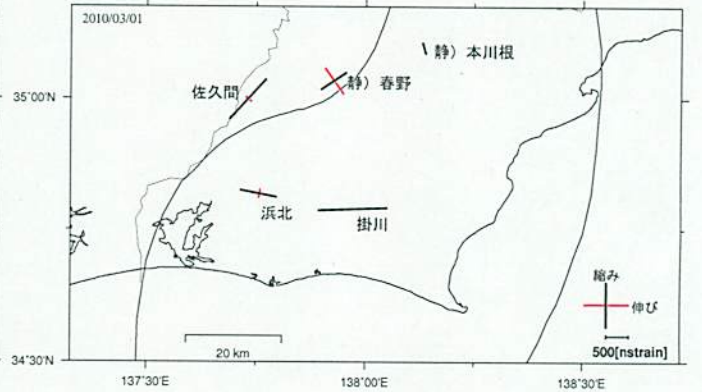 2010/03/01
静）本川根
佐久間
静）春野
35°00'N
浜北
掛川
縮み
伸び
20 km
500[nstrain]
34°30'N
137°30'E
138°00'E
138°30'E